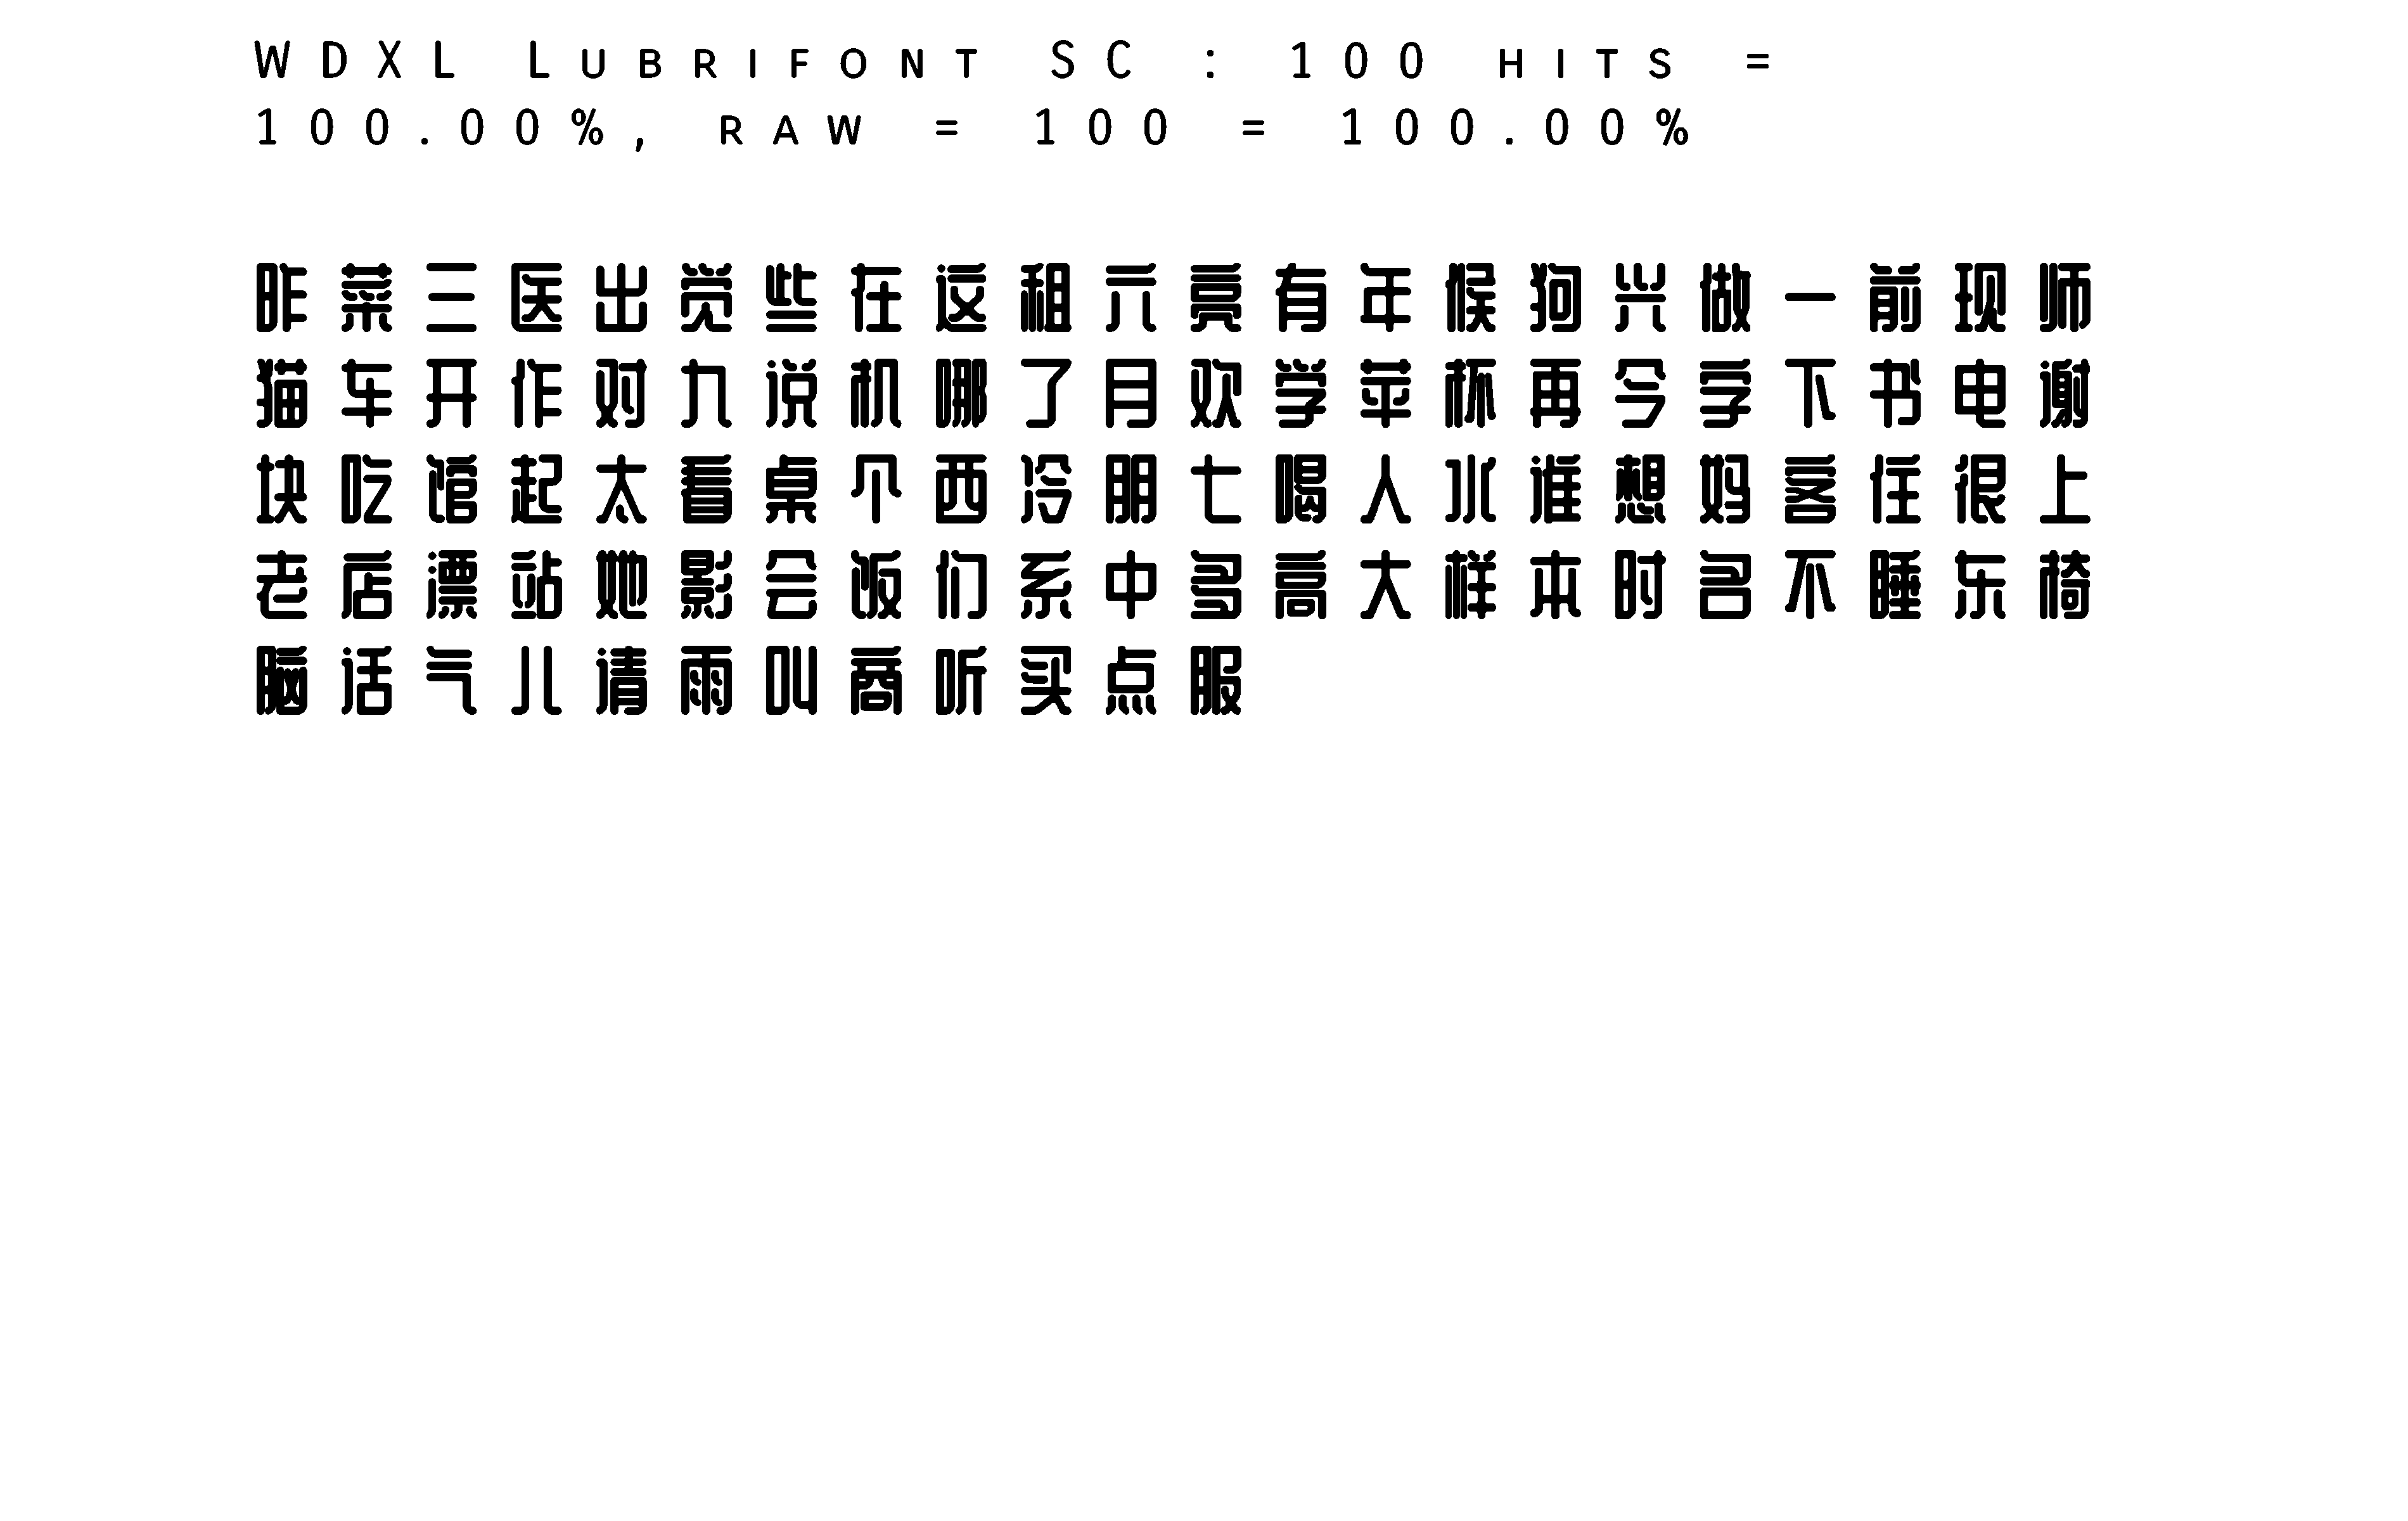 WDXL Lubrifont SC : 100 hits =
100.00%, raw = 100 = 100.00%
昨菜三医出觉些在这租亓亮有年候狗兴做一前现师
猫车开作对九说机哪了月欢学苹杯再今字下书电谢
块吃馆起太看桌个西冷朋七喝人水谁想妈客住很上
老店漂站她影会饭们系中多高大样本时名不睡东椅
脑话气儿请雨叫商听买点服